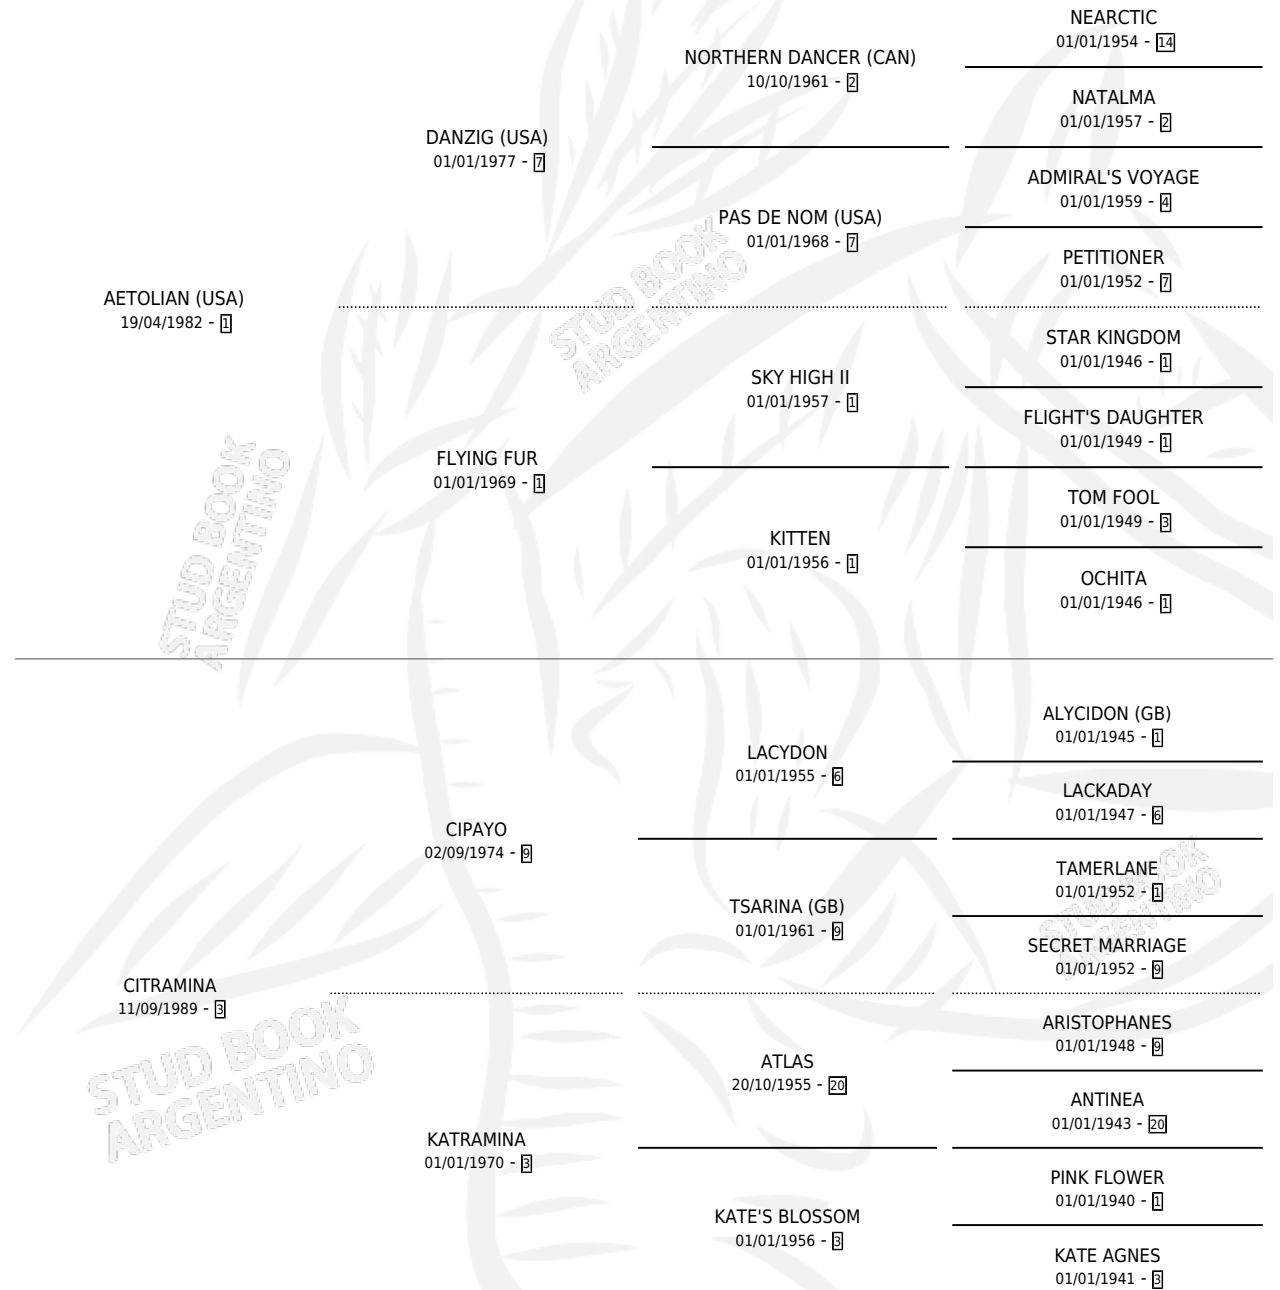 NEARCTIC
01/01/1954 - 14
NORTHERN DANCER (CAN)
10/10/1961 - 2
NATALMA
01/01/1957 - 2
DANZIG (USA)
01/01/1977 - 7
ADMIRAL'S VOYAGE
01/01/1959 - 4
PAS DE NOM (USA)
01/01/1968 - 7
PETITIONER
01/01/1952 - 7
AETOLIAN (USA)
19/04/1982 - 1
STAR KINGDOM
01/01/1946 - 1
SKY HIGH II
01/01/1957 - 1
FLIGHT'S DAUGHTER
01/01/1949 - 1
FLYING FUR
01/01/1969 - 1
TOM FOOL
01/01/1949 - 3
KITTEN
01/01/1956 - 1
OCHITA
01/01/1946 - 1
ALYCIDON (GB)
01/01/1945 - 1
LACYDON
01/01/1955 - 6
LACKADAY
01/01/1947 - 6
CIPAYO
02/09/1974 - 9
TAMERLANE
01/01/1952 - 1
TSARINA (GB)
01/01/1961 - 9
SECRET MARRIAGE
01/01/1952 - 9
CITRAMINA
11/09/1989 - 3
ARISTOPHANES
01/01/1948 - 9
ATLAS
20/10/1955 - 20
ANTINEA
01/01/1943 - 20
KATRAMINA
01/01/1970 - 3
PINK FLOWER
01/01/1940 - 1
KATE'S BLOSSOM
01/01/1956 - 3
KATE AGNES
01/01/1941 - 3
STUD BOOK
ARGENTINO
STUD BOOK
ARGENTINO
STUD BOOK
ARGENTINO
STUD BOOK
ARGENTINO